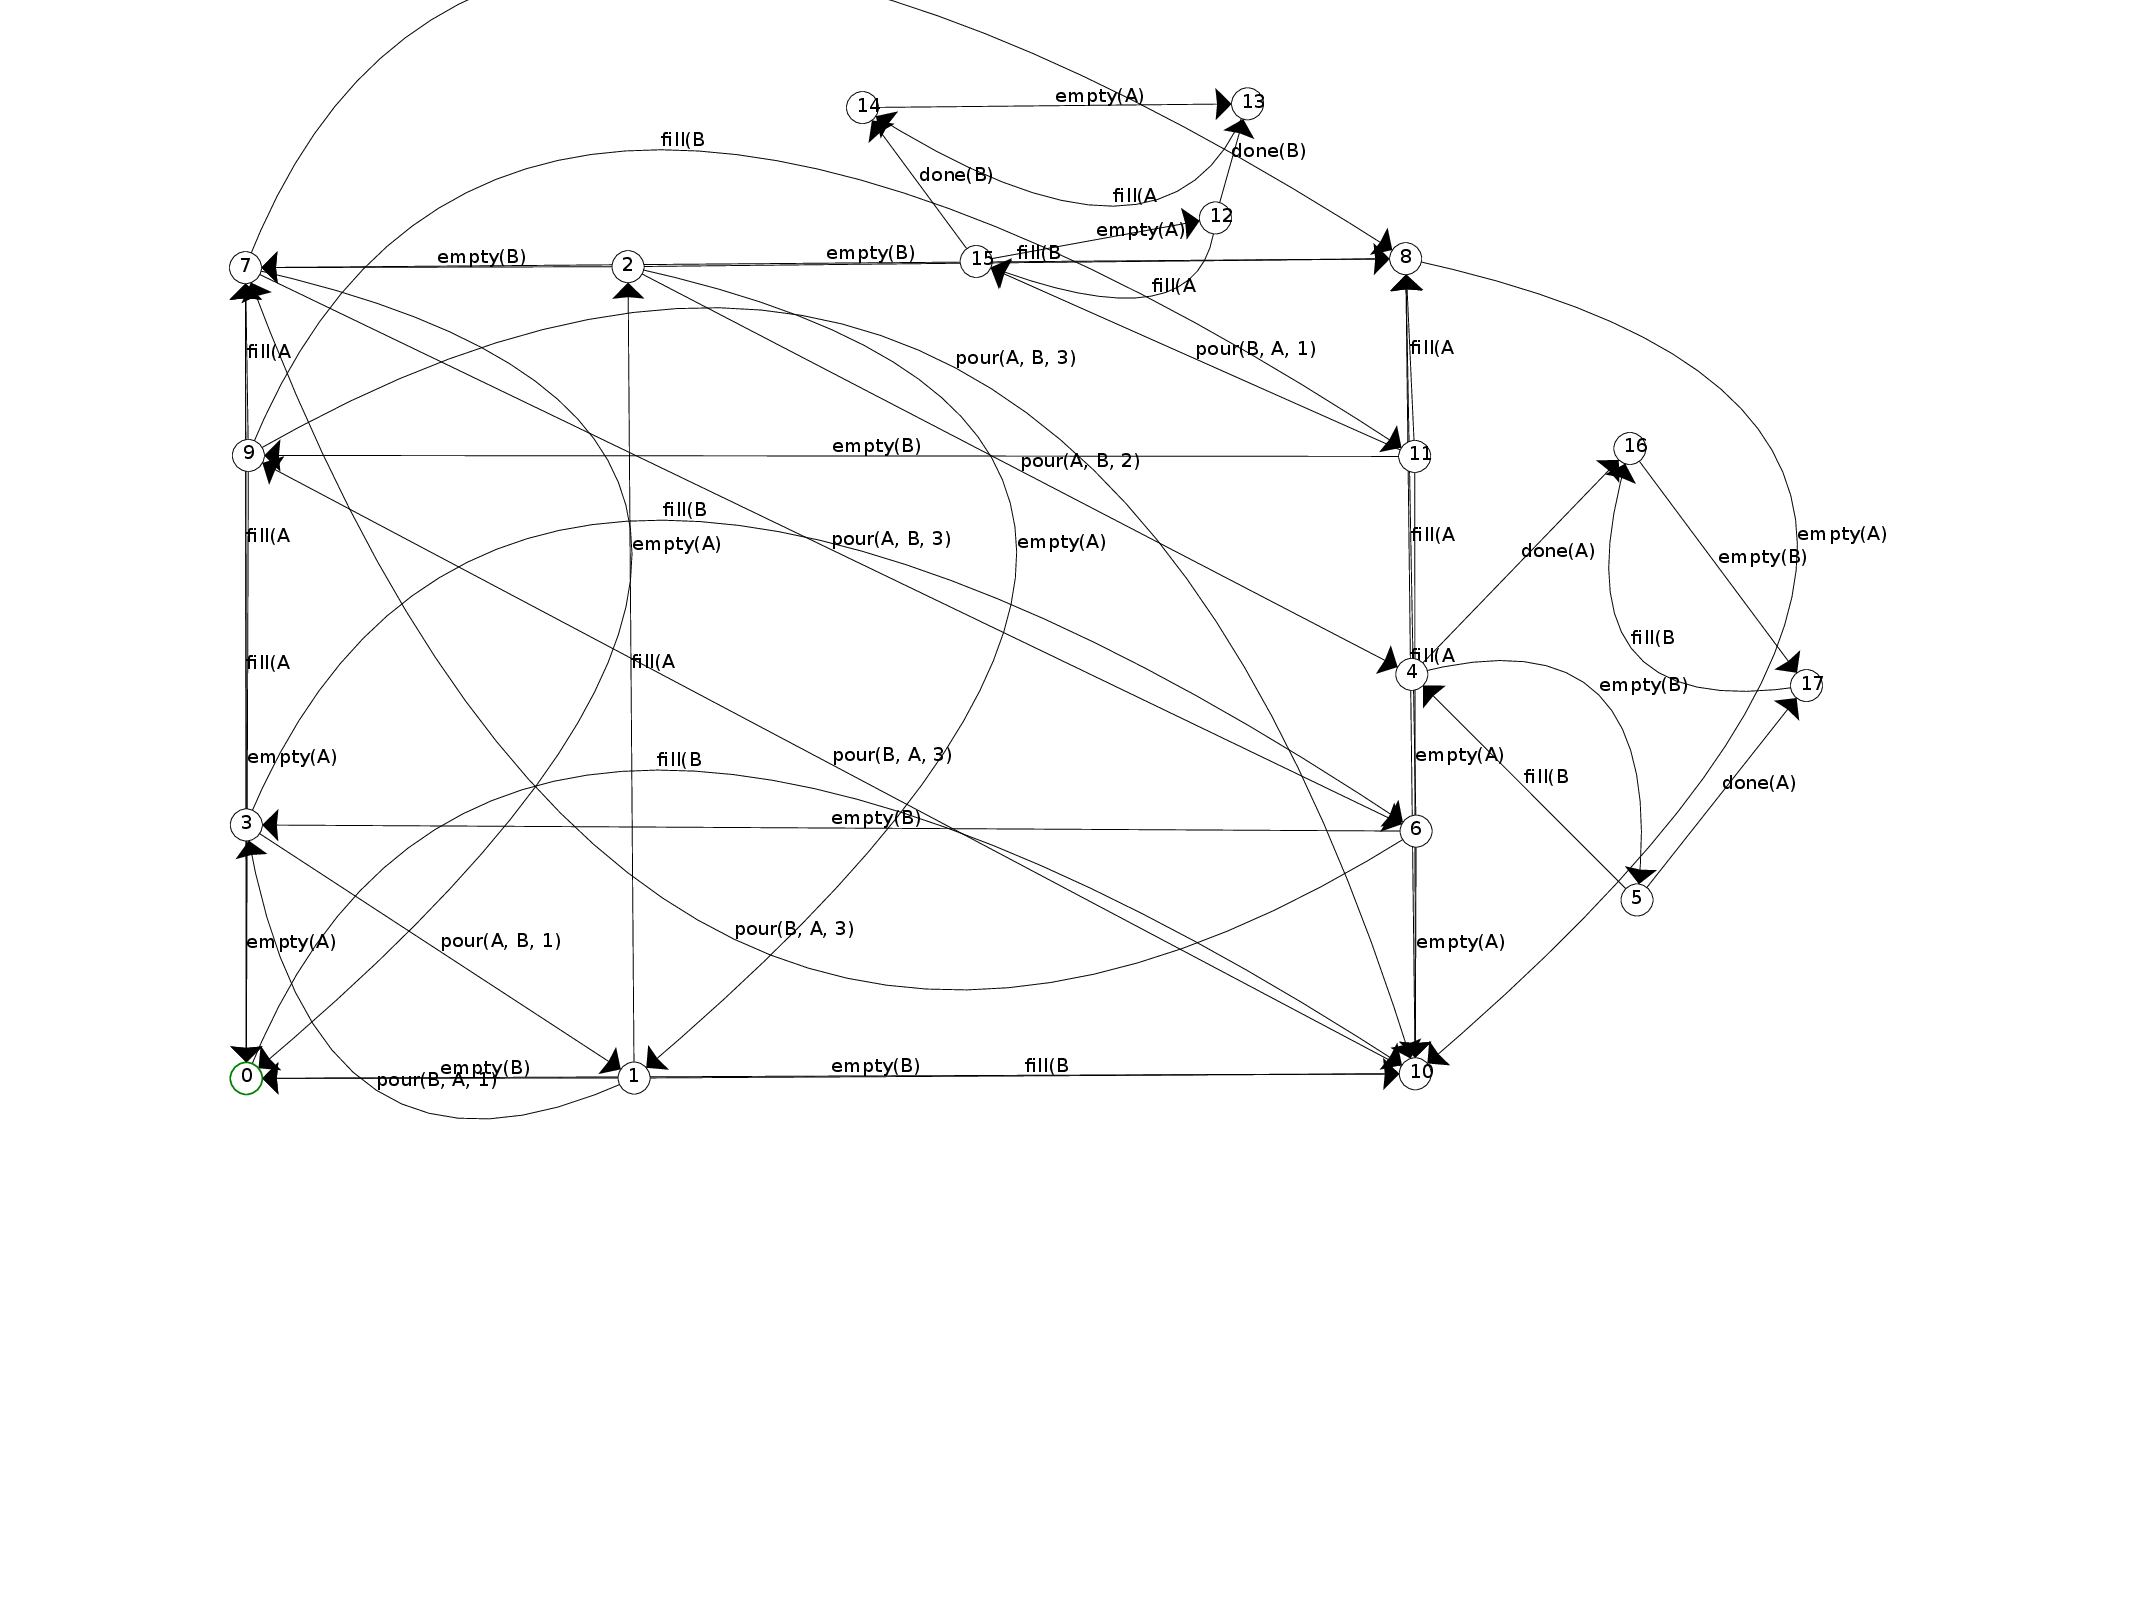 empty(A)
14
13
fill(B
done(B)
done(B)
fill(A
12
empty(A)
empty(B)
empty(B)
fill(B
7
2
15
8
fill(A
fill(A
pour(A, B, 3)
pour(B, A, 1)
fill(A
empty(B)
9
11
16
pour(A, B, 2)
fill(B
fill(A
empty(A)
pour(A, B, 3)
empty(A)
fill(A
done(A)
empty(A)
empty(B)
fill(B
fill(A
fill(A
fill(A
4
empty(B)
17
empty(A)
fill(B
pour(B, A, 3)
empty(A)
fill(B
done(A)
3
empty(B)
6
5
pour(B, A, 3)
empty(A)
pour(A, B, 1)
empty(A)
empty(B)
empty(B)
fill(B
0
pour(B, A, 1)
1
10